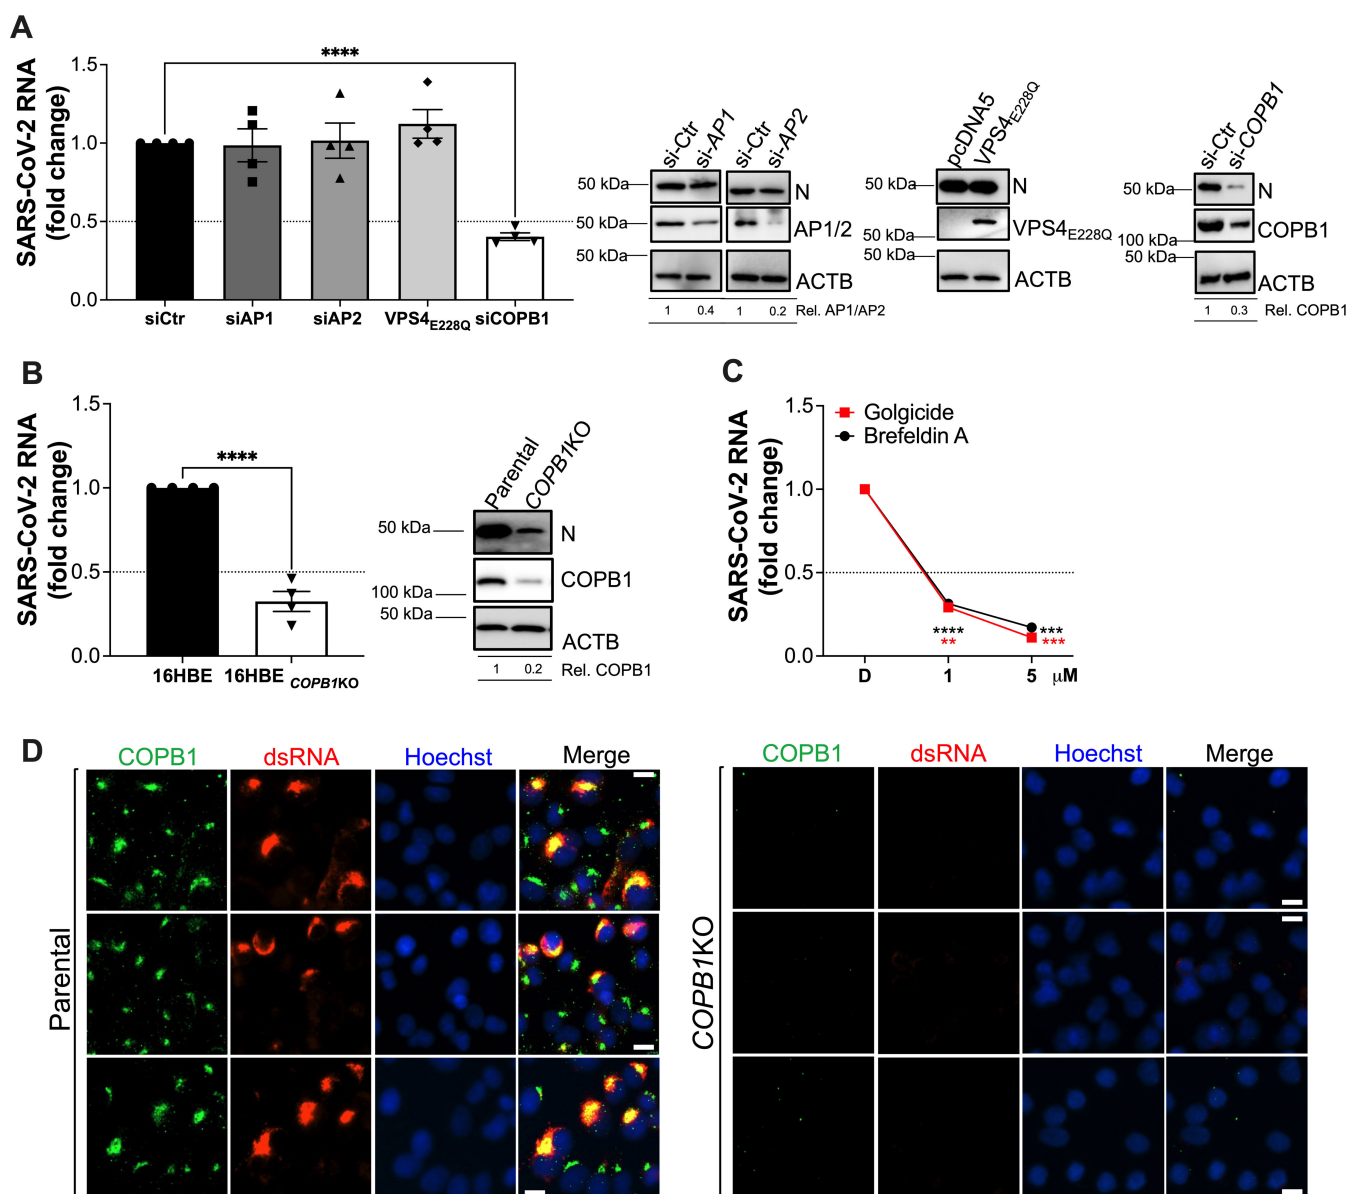 A
SARS-CoV-2 RNA
(fold change)
1.5
1.0
0.5
0.0
****
siCtr siAP1 siAP2 VPS4E228Q siCOPB1
si-Ctr si-AP1 si-Ctr si-AP2
50 kDa N
50 kDa AP1/2
50 kDa ACTB
1 0.4 1 0.2 Rel. AP1/AP2
pcDNA5 VPS4E228Q
50 kDa N
50 kDa VPS4E228Q
50 kDa ACTB
si-Ctr si-COPB1
50 kDa N
100 kDa COPB1
50 kDa ACTB
1 0.3 Rel. COPB1
B
SARS-CoV-2 RNA
(fold change)
1.5
1.0
0.5
0.0
****
16HBE 16HBE COPB1KO
Parental COPB1KO
50 kDa N
100 kDa COPB1
50 kDa ACTB
1 0.2 Rel. COPB1
C
SARS-CoV-2 RNA
(fold change)
1.5
1.0
0.5
0.0
Golgicide
Brefeldin A
**** ***
** ***
D 1 5 μM
D
COPB1 dsRNA Hoechst Merge
Parental
COPB1 dsRNA Hoechst Merge
COPB1KO